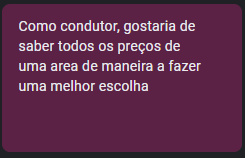 Como condutor, gostaria de
saber todos os preços de
uma area de maneira a fazer
uma melhor escolha